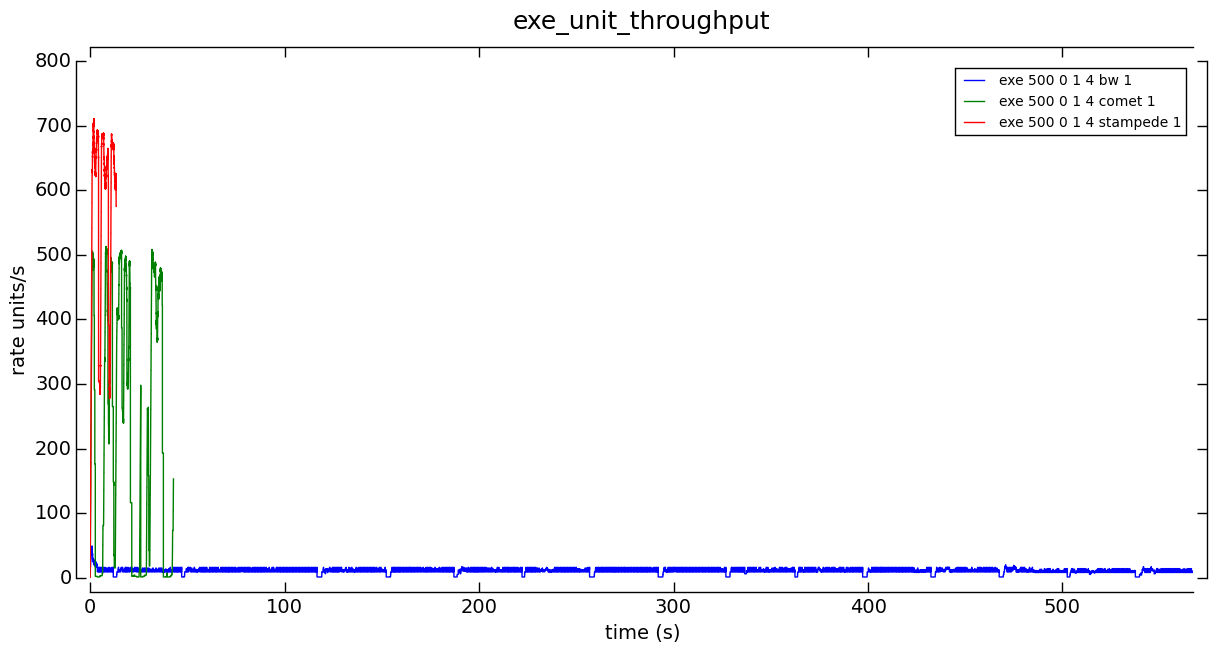 exe_unit_throughput
800
700
600
500
400
300
200
100
0
rate units/s
exe 500 0 1 4 bw 1
exe 500 0 1 4 comet 1
exe 500 0 1 4 stampede 1
0 100 200 300 400 500
time (s)